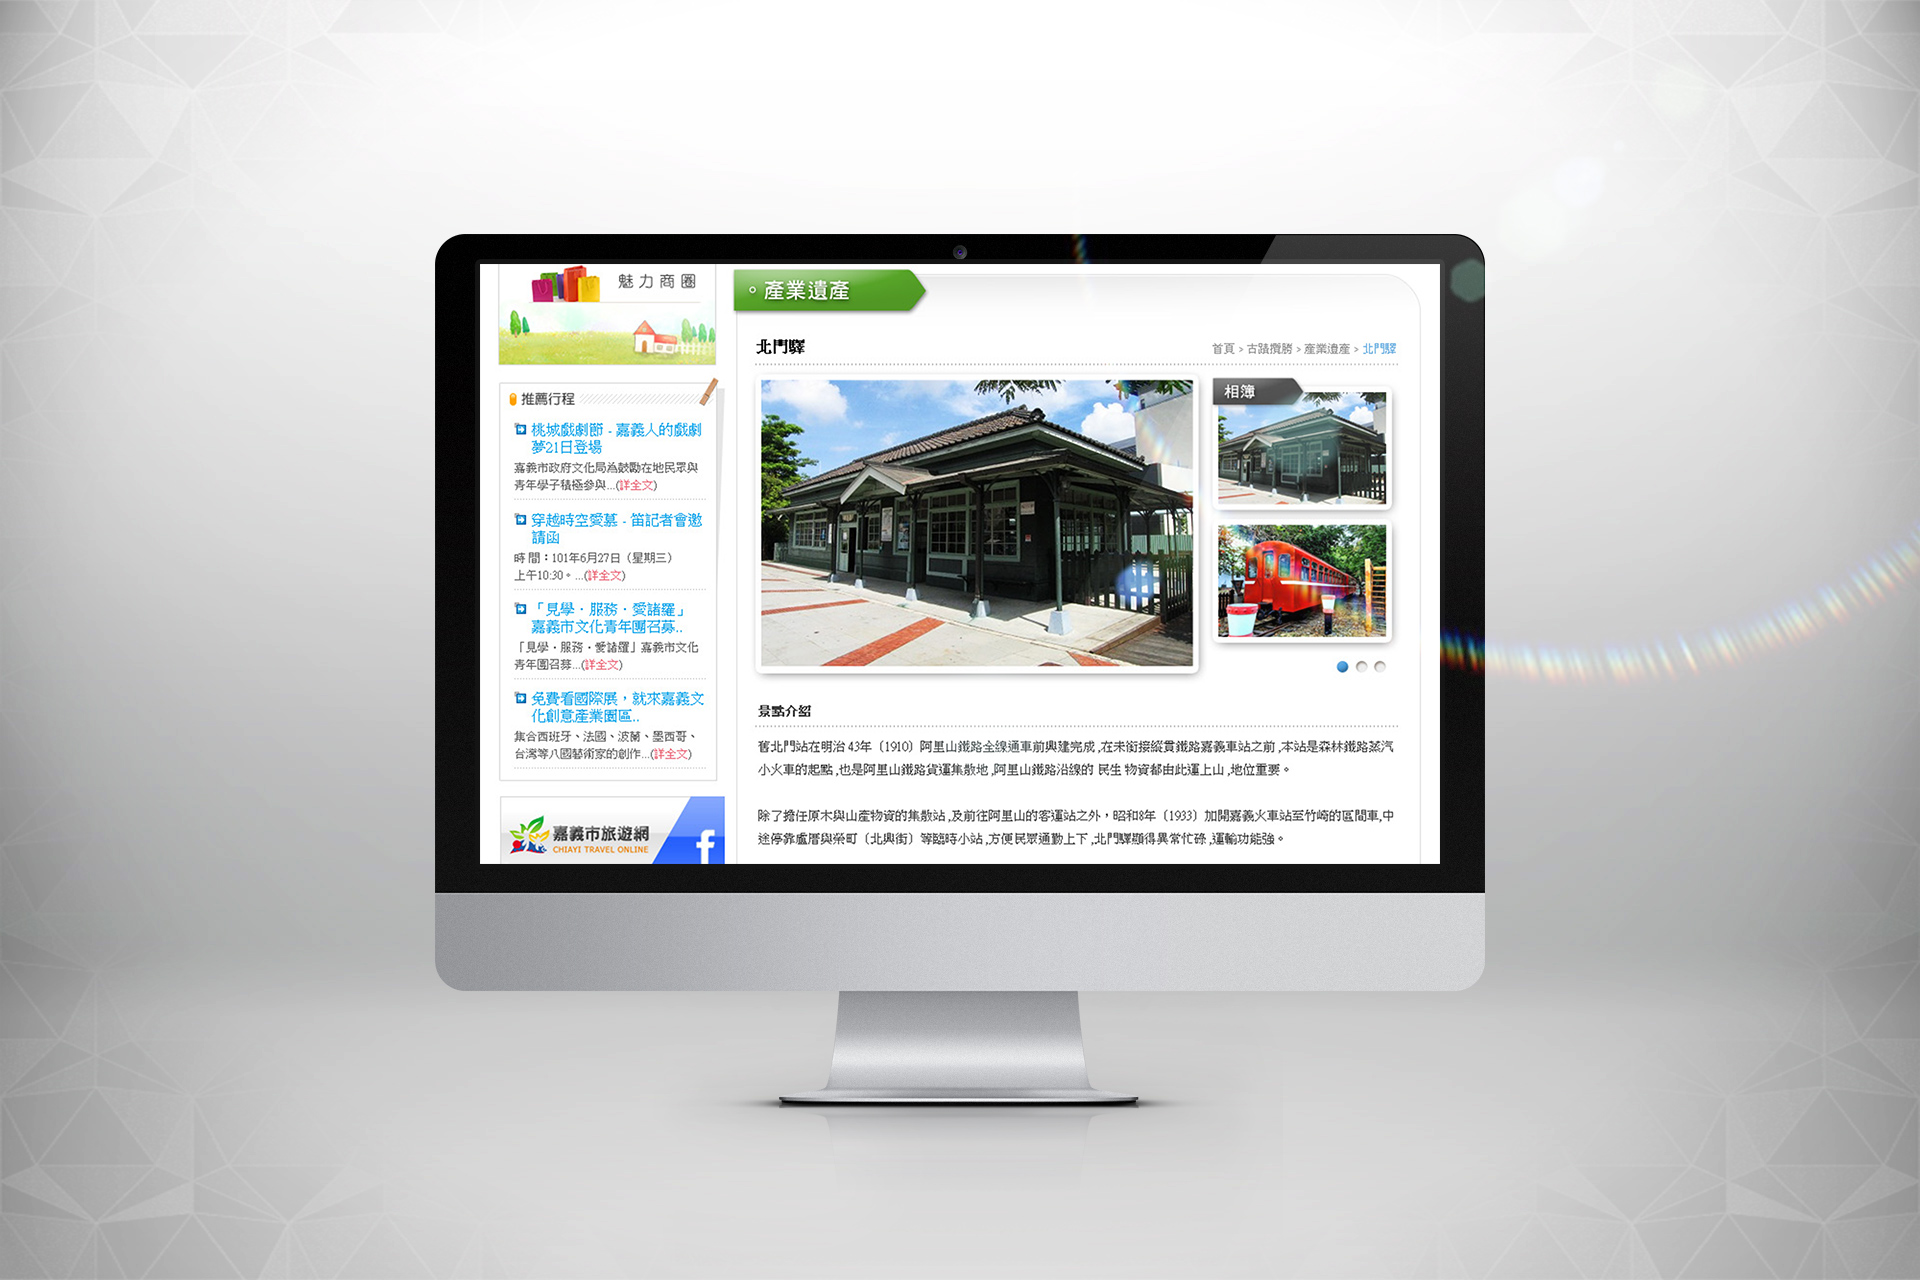 魅力商圈
推薦行程
桃城戲劇節 - 嘉義人的戲劇
夢21日登場
嘉義市政府文化局為鼓勵在地民眾與
青年學子積極參與...(詳全文)
穿越時空愛墓 - 笛記者會邀
請函
時 間：101年6月27日（星期三）
上午10:30。...(詳全文)
「見學．服務．愛諸羅」
嘉義市文化青年團召募..
「見學．服務．愛諸羅」嘉義市文化
青年團召募...(詳全文)
免費看國際展，就來嘉義文
化創意產業園區..
集合西班牙、法國、波蘭、墨西哥、
台灣等八國藝術家的創作...(詳全文)
嘉義市旅遊網
CHIAYI TRAVEL ONLINE
f
產業遺產
北門驛
首頁 > 古蹟攬勝 > 產業遺產 > 北門驛
相簿
景點介紹
舊北門站在明治 43年（1910）阿里山鐵路全線通車前興建完成 ,在未銜接縱貫鐵路嘉義車站之前 ,本站是森林鐵路蒸汽
小火車的起點 ,也是阿里山鐵路貨運集散地 ,阿里山鐵路沿線的 民生 物資都由此運上山 ,地位重要。
除了擔任原木與山產物資的集散站 ,及前往阿里山的客運站之外，昭和8年（1933）加開嘉義火車站至竹崎的區間車,中
途停靠盧厝與榮町（北興街）等臨時小站 ,方便民眾通勤上下 ,北門驛顯得異常忙碌 ,運輸功能強。